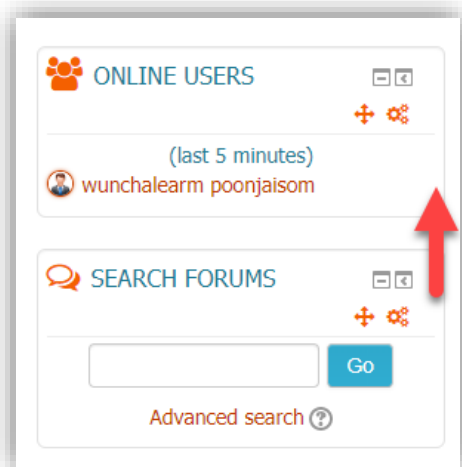 ONLINE USERS
(last 5 minutes)
wunchalearm poonjaisom
SEARCH FORUMS
Go
Advanced search ?